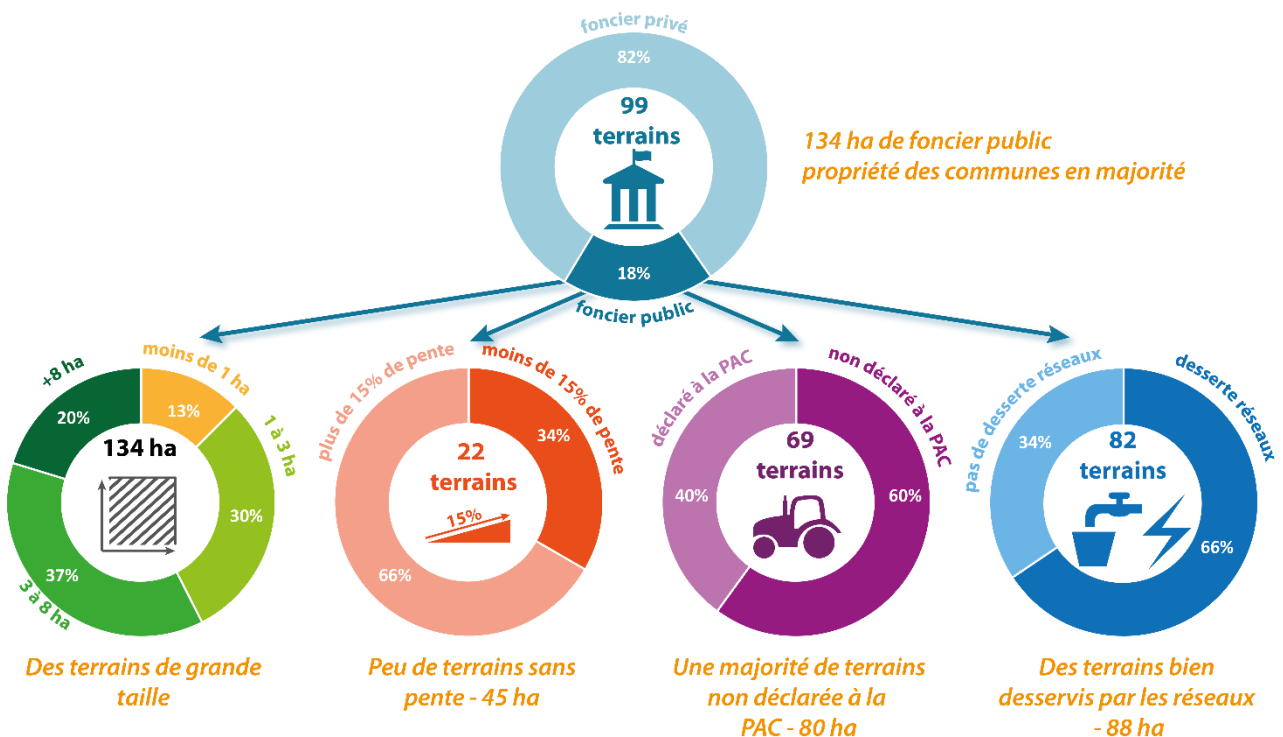 foncier privé
82%
99
terrains
18%
foncier public
134 ha de foncier public
propriété des communes en majorité
+8 ha
moins de 1 ha
1 à 3 ha
3 à 8 ha
20%
13%
30%
37%
134 ha
Des terrains de grande
taille
plus de 15% de pente
moins de 15% de pente
34%
66%
22
terrains
15%
Peu de terrains sans
pente - 45 ha
déclaré à la PAC
non déclaré à la PAC
40%
60%
69
terrains
Une majorité de terrains
non déclarée à la
PAC - 80 ha
pas de desserte réseaux
desserte réseaux
34%
66%
82
terrains
Des terrains bien
desservis par les réseaux
- 88 ha